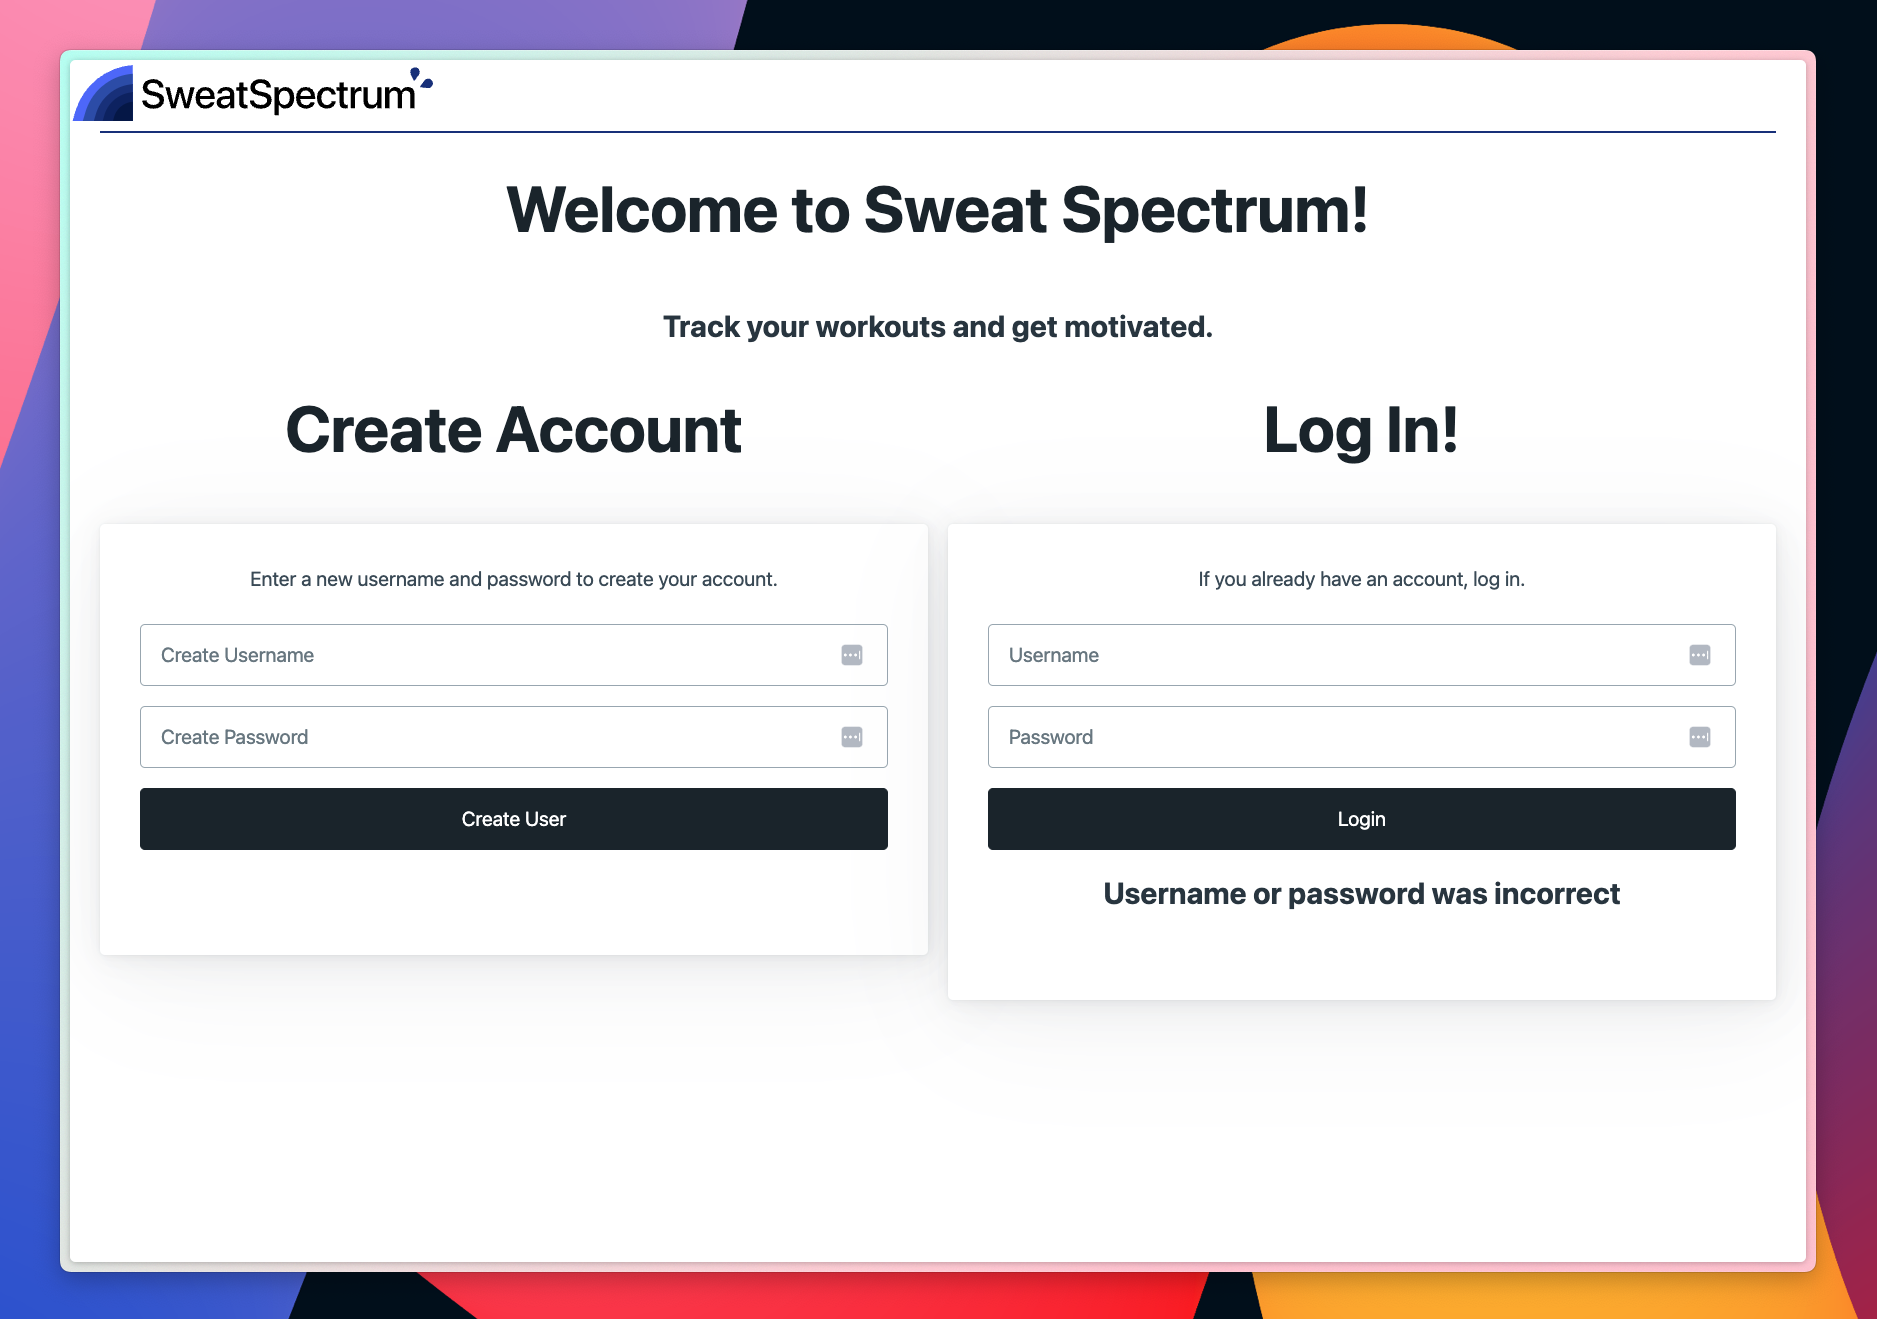 SweatSpectrum
Welcome to Sweat Spectrum!
Track your workouts and get motivated.
Create Account
Enter a new username and password to create your account.
Create Username
Create Password
Create User
Log In!
If you already have an account, log in.
Username
Password
Login
Username or password was incorrect